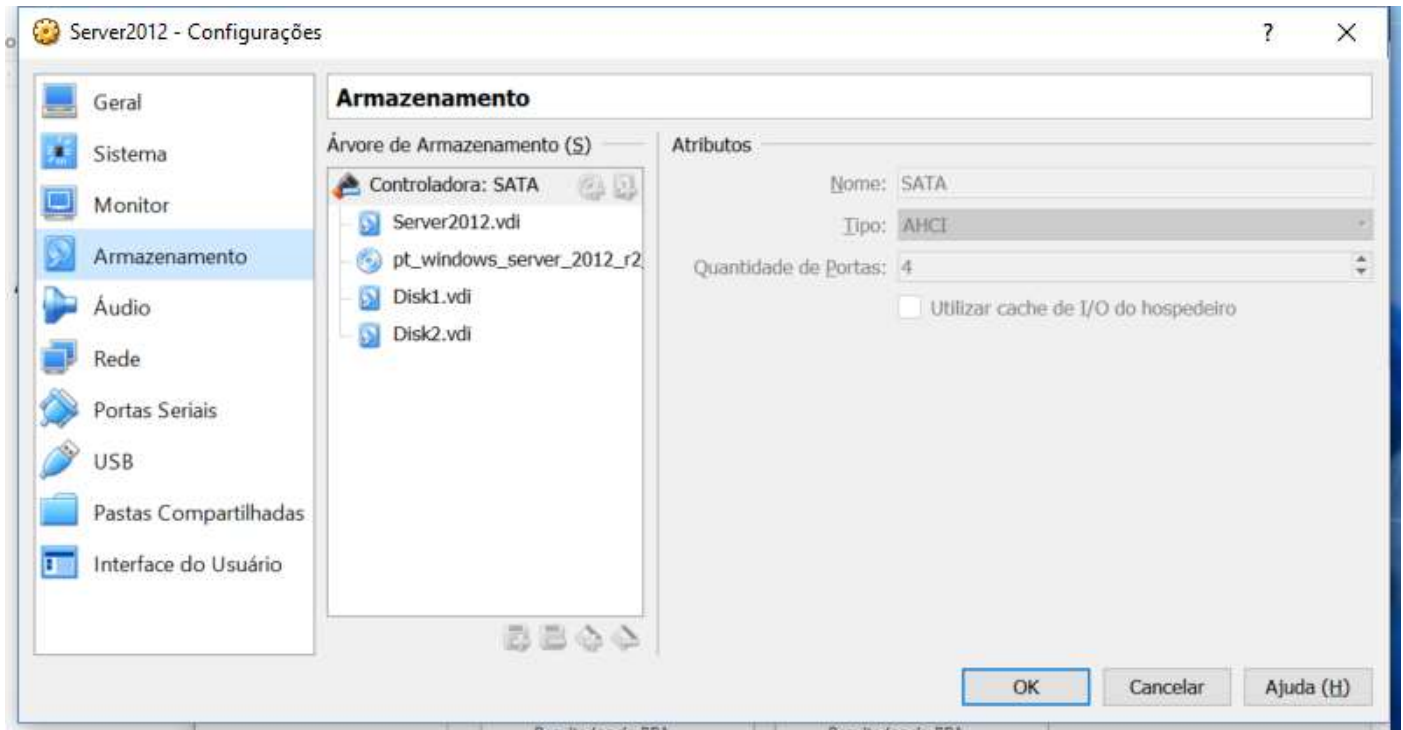 Server2012 - Configurações
?
Geral
Sistema
Monitor
Armazenamento
Áudio
Rede
Portas Seriais
USB
Pastas Compartilhadas
Interface do Usuário
Armazenamento
Árvore de Armazenamento (S)
Controladora: SATA
Server2012.vdi
pt_windows_server_2012_r2
Disk1.vdi
Disk2.vdi
Atributos
Nome: SATA
Tipo: AHCI
Quantidade de Portas: 4
Utilizar cache de I/O do hospedeiro
OK
Cancelar
Ajuda (H)